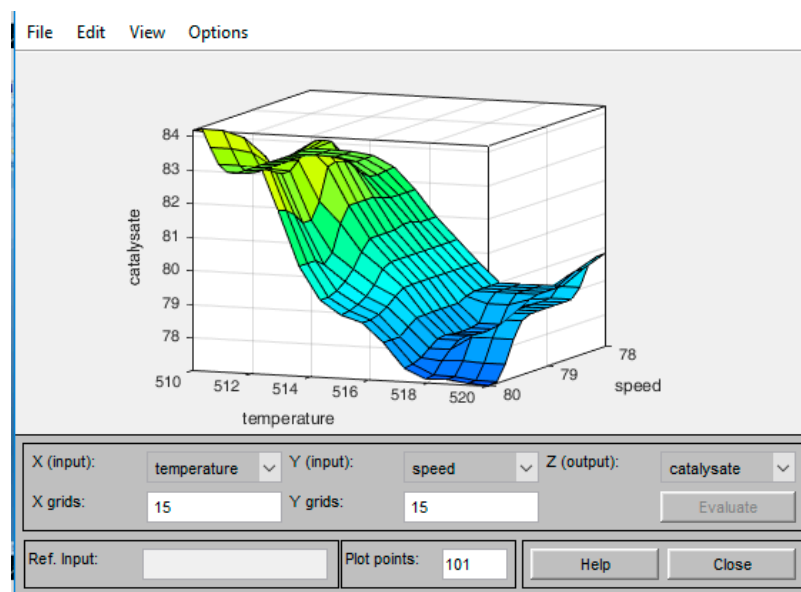 File Edit View Options
84
83
82
81
80
79
78
catalysate
510 512 514 516 518 520
temperature
80 79 78
speed
X (input): temperature Y (input): speed Z (output): catalysate
X grids: 15 Y grids: 15 Evaluate
Ref. Input: Plot points: 101 Help Close